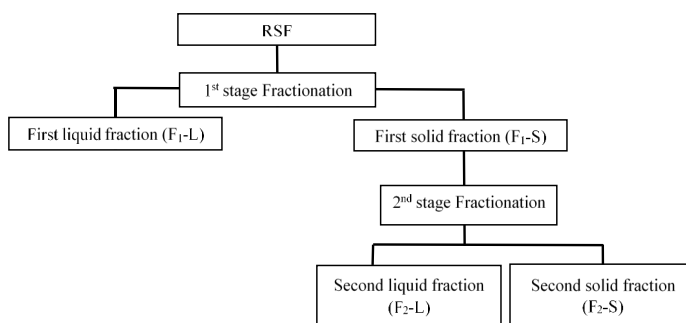 RSF
1st stage Fractionation
First liquid fraction (F1-L)
First solid fraction (F1-S)
2nd stage Fractionation
Second liquid fraction
(F2-L)
Second solid fraction
(F2-S)